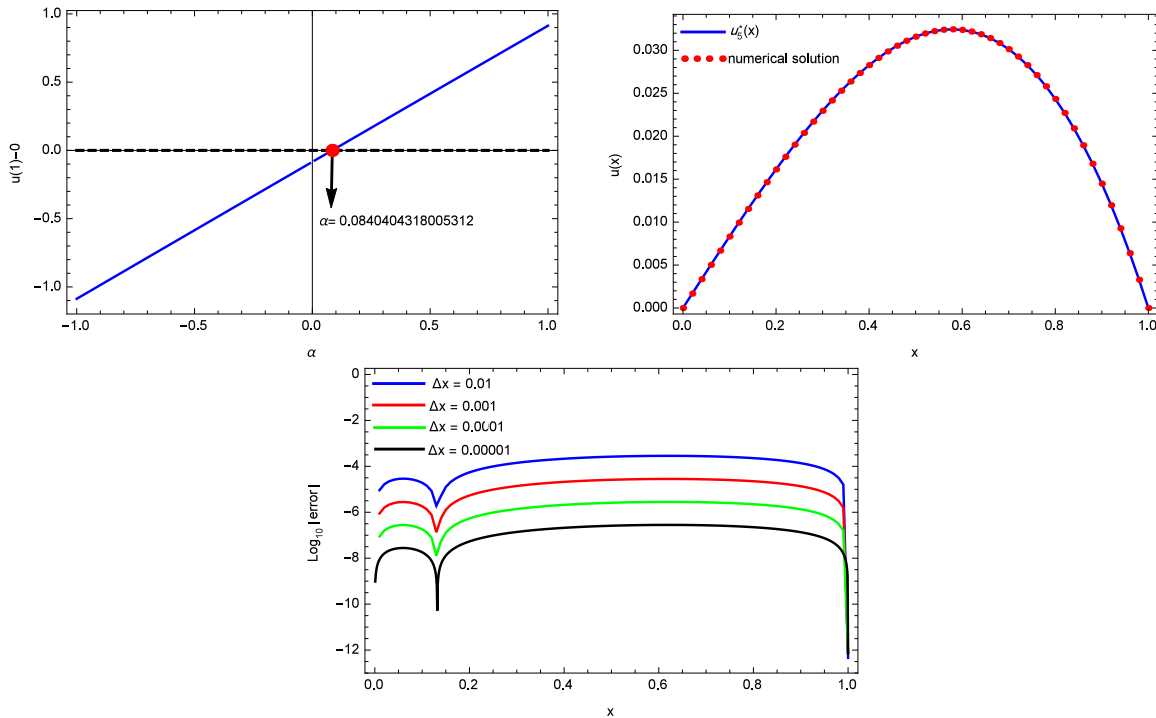 1.0
0.5
0.0
−0.5
−1.0
u(1)−0
α= 0.0840404318005312
−1.0
−0.5
0.0
0.5
1.0
α
u*5(x)
numerical solution
0.030
0.025
0.020
0.015
0.010
0.005
0.000
u(x)
0.0
0.2
0.4
0.6
0.8
1.0
x
Δx = 0.01
Δx = 0.001
Δx = 0.0001
Δx = 0.00001
0
−2
−4
−6
−8
−10
−12
Log10 |error|
0.0
0.2
0.4
0.6
0.8
1.0
x